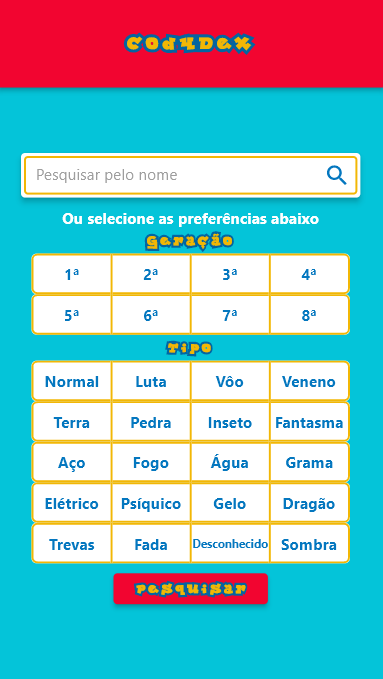 Cod4Dex
Pesquisar pelo nome
Ou selecione as preferências abaixo
Geração
1ª 2ª 3ª 4ª
5ª 6ª 7ª 8ª
Tipo
Normal Luta Vôo Veneno
Terra Pedra Inseto Fantasma
Aço Fogo Água Grama
Elétrico Psíquico Gelo Dragão
Trevas Fada Desconhecido Sombra
Pesquisar